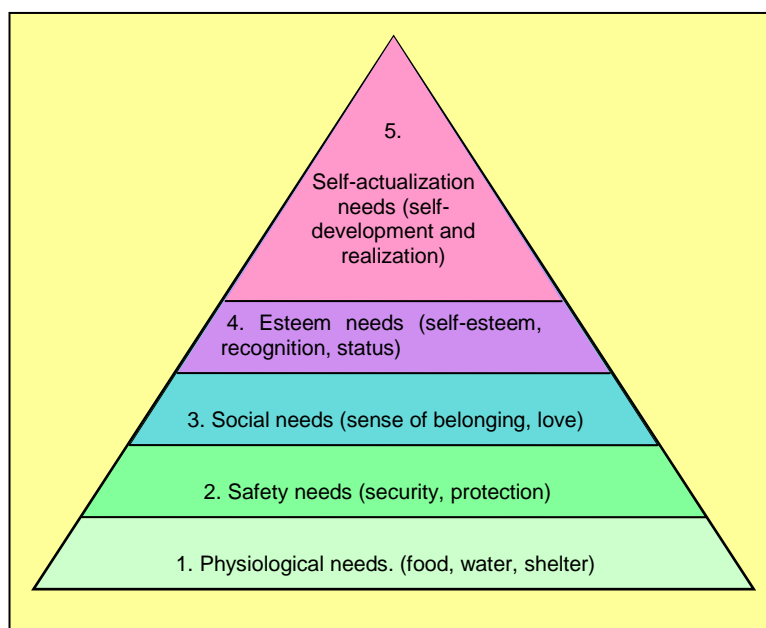 5.
Self-actualization
needs (self-
development and
realization)
4. Esteem needs (self-esteem,
recognition, status)
3. Social needs (sense of belonging, love)
2. Safety needs (security, protection)
1. Physiological needs. (food, water, shelter)